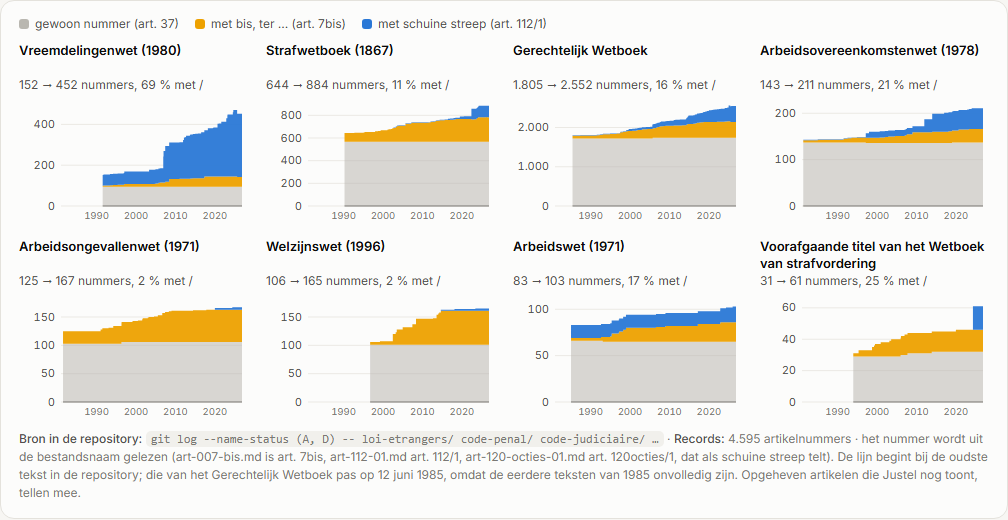 gewoon nummer (art. 37) met bis, ter ... (art. 7bis) met schuine streep (art. 112/1)
Vreemdelingenwet (1980)
152 → 452 nummers, 69 % met /
400
200
0
1990 2000 2010 2020
Strafwetboek (1867)
644 → 884 nummers, 11 % met /
800
600
400
200
0
1990 2000 2010 2020
Gerechtelijk Wetboek
1.805 → 2.552 nummers, 16 % met /
2.000
1.000
0
1990 2000 2010 2020
Arbeidsovereenkomstenwet (1978)
143 → 211 nummers, 21 % met /
200
100
0
1990 2000 2010 2020
Arbeidsongevallenwet (1971)
125 → 167 nummers, 2 % met /
150
100
50
0
1990 2000 2010 2020
Welzijnswet (1996)
106 → 165 nummers, 2 % met /
150
100
50
0
1990 2000 2010 2020
Arbeidswet (1971)
83 → 103 nummers, 17 % met /
100
50
0
1990 2000 2010 2020
Voorafgaande titel van het Wetboek
van strafvordering
31 → 61 nummers, 25 % met /
60
40
20
0
1990 2000 2010 2020
Bron in de repository: git log --name-status (A, D) -- loi-etrangers/ code-penal/ code-judiciaire/ … · Records: 4.595 artikelnummers · het nummer wordt uit
de bestandsnaam gelezen (art-007-bis.md is art. 7bis, art-112-01.md art. 112/1, art-120-octies-01.md art. 120octies/1, dat als schuine streep telt). De lijn begint bij de oudste
tekst in de repository; die van het Gerechtelijk Wetboek pas op 12 juni 1985, omdat de eerdere teksten van 1985 onvolledig zijn. Opgeheven artikelen die Justel nog toont,
tellen mee.